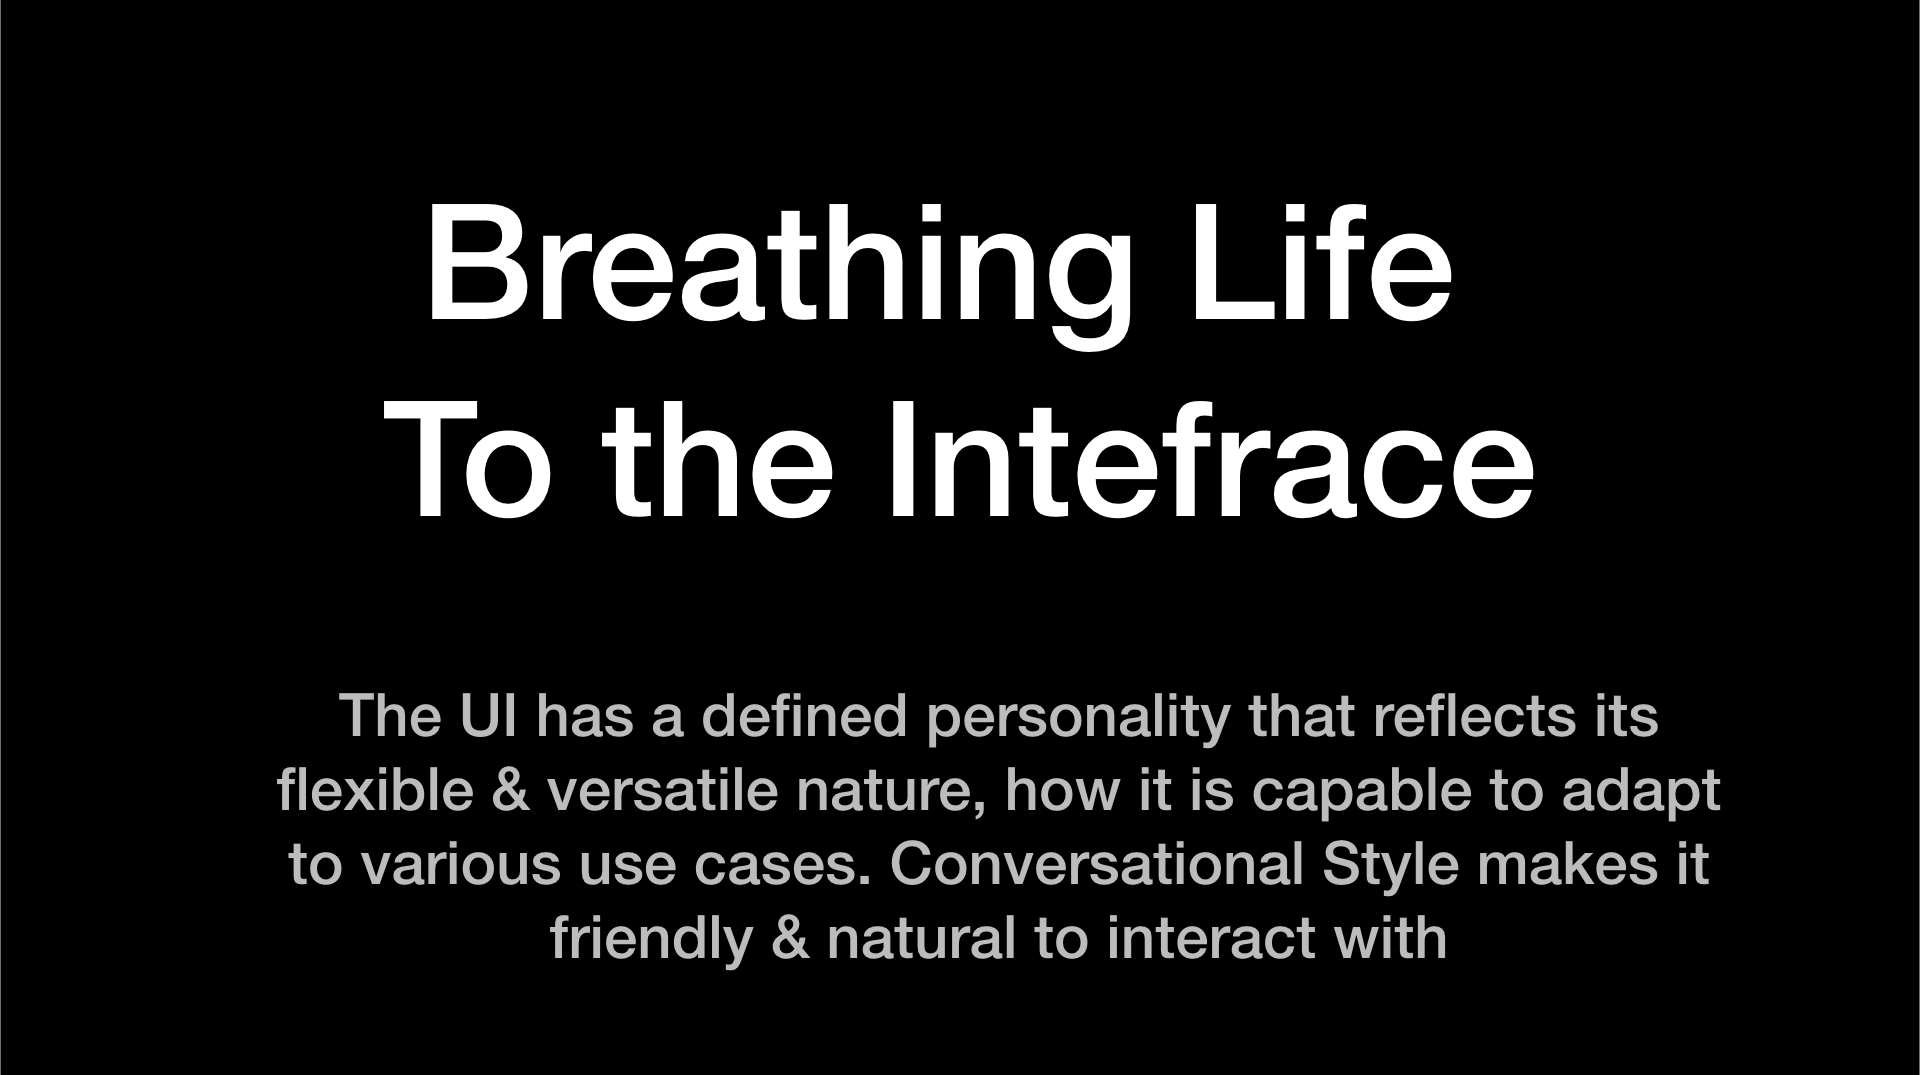 Breathing Life
To the Intefrace
The UI has a defined personality that reflects its
flexible & versatile nature, how it is capable to adapt
to various use cases. Conversational Style makes it
friendly & natural to interact with